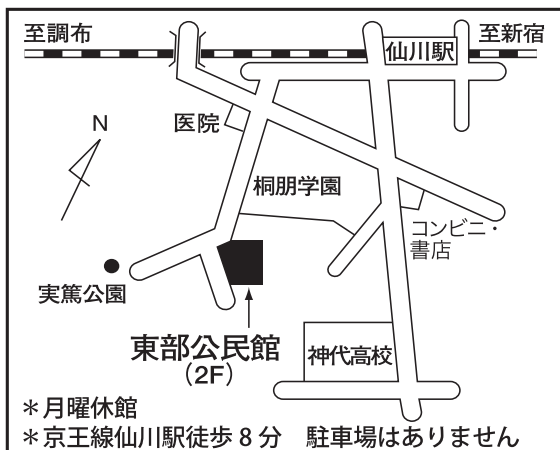 至調布
仙川駅
至新宿
医院
N
桐朋学園
コンビニ・
書店
実篤公園
東部公民館
（2F）
神代高校
＊月曜休館
＊京王線仙川駅徒歩8分　駐車場はありません